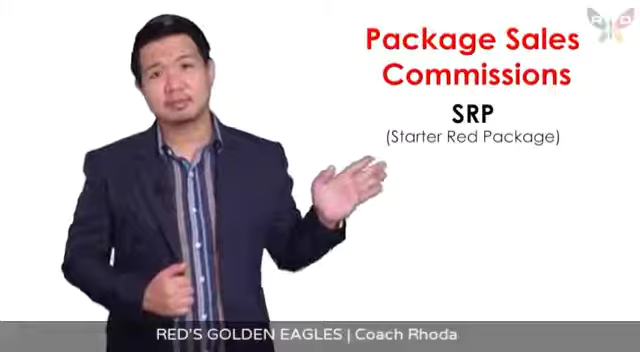 R D
Package Sales
Commissions
SRP
(Starter Red Package)
RED'S GOLDEN EAGLES | Coach Rhoda